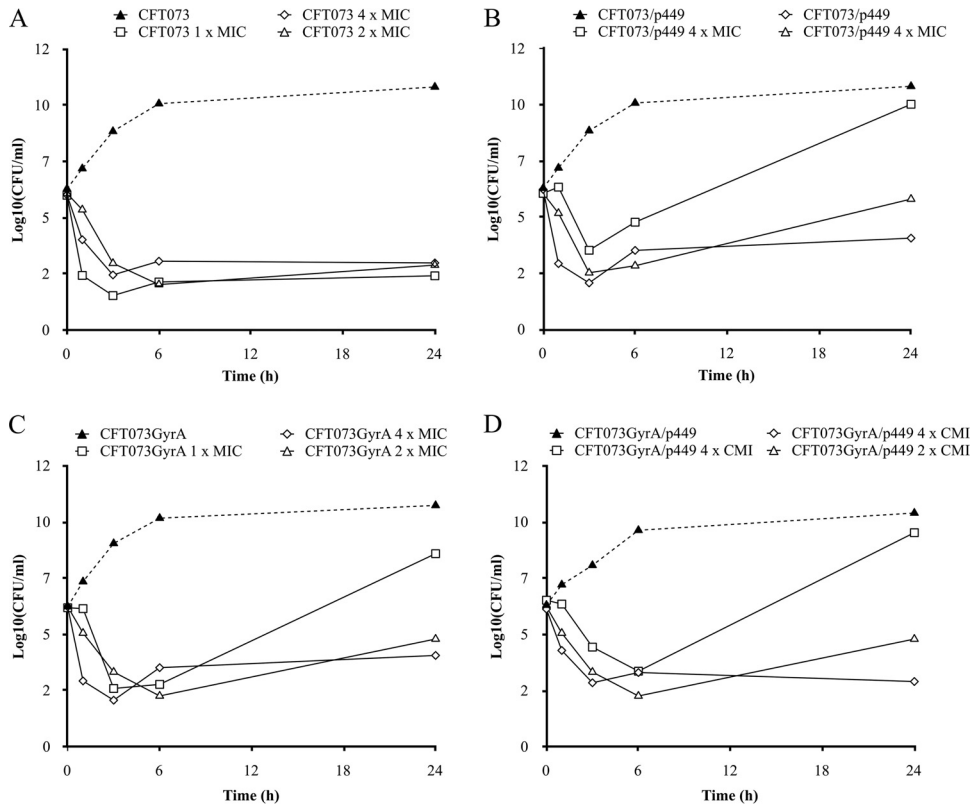 A
CFT073
CFT073 4 x MIC
CFT073 1 x MIC
CFT073 2 x MIC
12
10
7
5
2
0
Log10(CFU/ml)
0
6
12
18
24
Time (h)
B
CFT073/p449
CFT073/p449
CFT073/p449 4 x MIC
CFT073/p449 4 x MIC
12
10
7
5
2
0
Log10(CFU/ml)
0
6
12
18
24
Time (h)
C
CFT073GyrA
CFT073GyrA 4 x MIC
CFT073GyrA 1 x MIC
CFT073GyrA 2 x MIC
12
10
7
5
2
0
Log10(CFU/ml)
0
6
12
18
24
Time (h)
D
CFT073GyrA/p449
CFT073GyrA/p449 4 x CMI
CFT073GyrA/p449 4 x CMI
CFT073GyrA/p449 2 x CMI
12
10
7
5
2
0
Log10(CFU/ml)
0
6
12
18
24
Time (h)